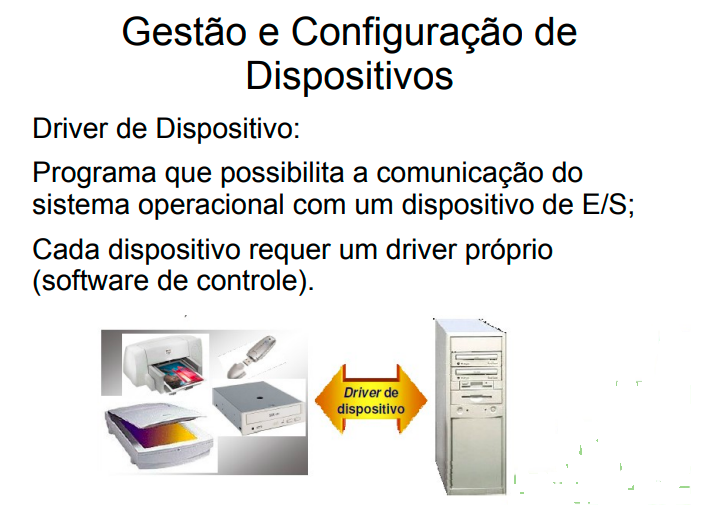 Gestão e Configuração de
Dispositivos
Driver de Dispositivo:
Programa que possibilita a comunicação do
sistema operacional com um dispositivo de E/S;
Cada dispositivo requer um driver próprio
(software de controle).
Driver de
dispositivo